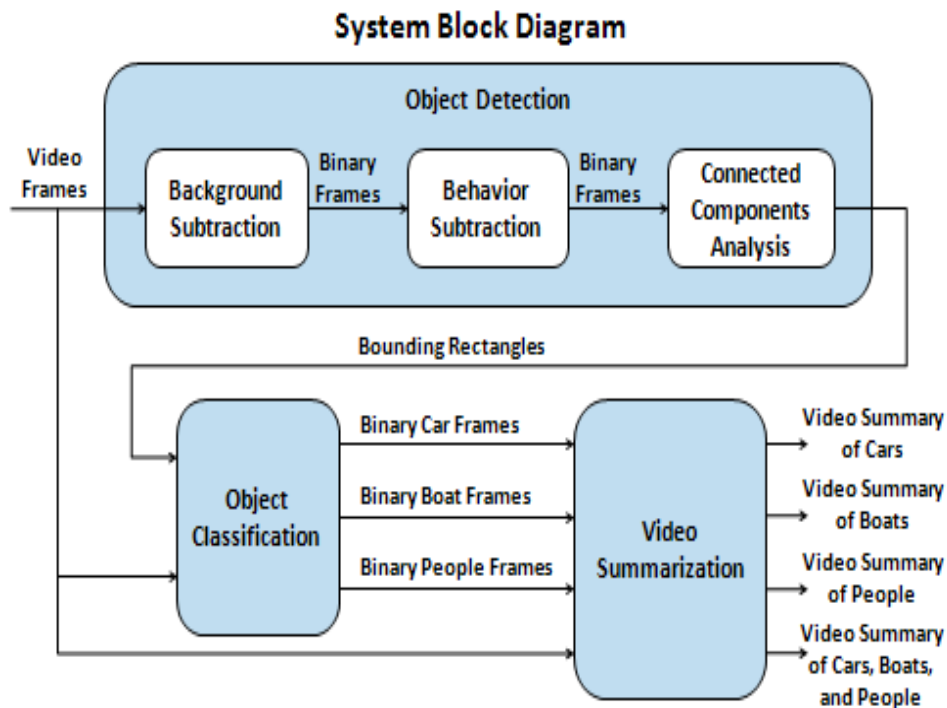 System Block Diagram
Object Detection
Video
Frames
Background
Subtraction
Binary
Frames
Behavior
Subtraction
Binary
Frames
Connected
Components
Analysis
Bounding Rectangles
Object
Classification
Binary Car Frames
Binary Boat Frames
Binary People Frames
Video
Summarization
Video Summary
of Cars
Video Summary
of Boats
Video Summary
of People
Video Summary
of Cars, Boats,
and People